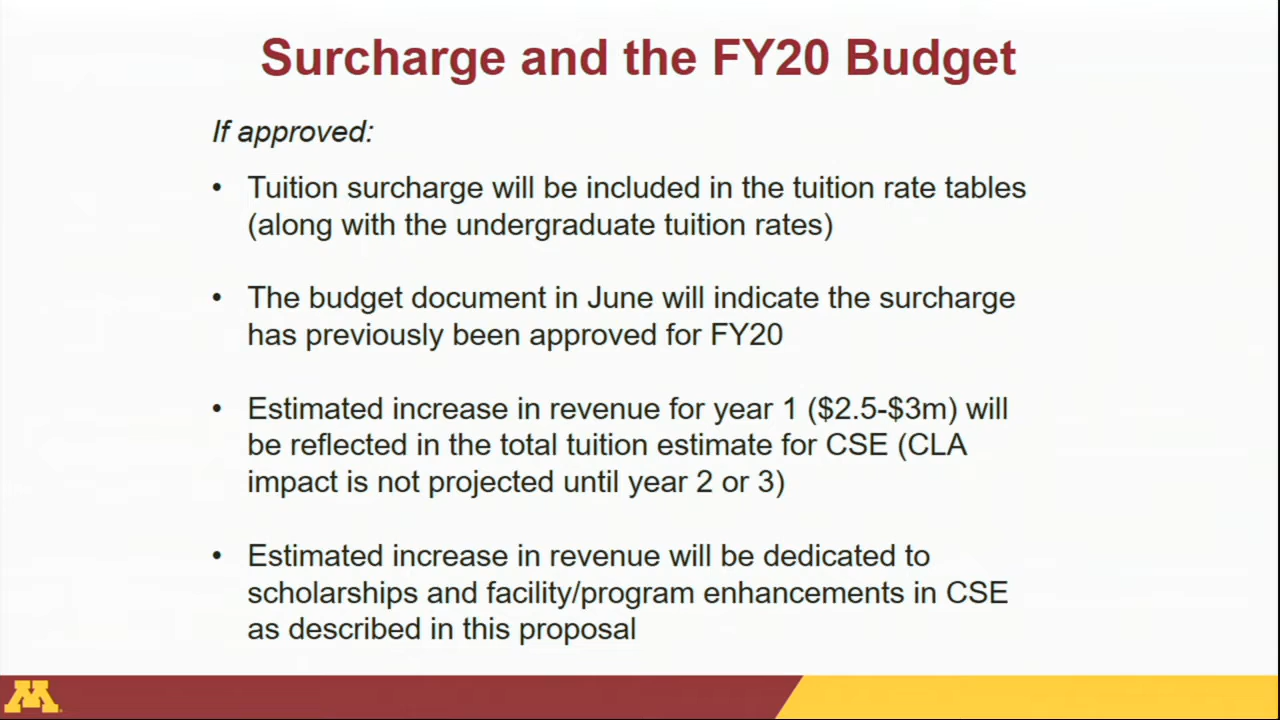 Surcharge and the FY20 Budget
If approved:
• Tuition surcharge will be included in the tuition rate tables
(along with the undergraduate tuition rates)
• The budget document in June will indicate the surcharge
has previously been approved for FY20
• Estimated increase in revenue for year 1 ($2.5-$3m) will
be reflected in the total tuition estimate for CSE (CLA
impact is not projected until year 2 or 3)
• Estimated increase in revenue will be dedicated to
scholarships and facility/program enhancements in CSE
as described in this proposal
M